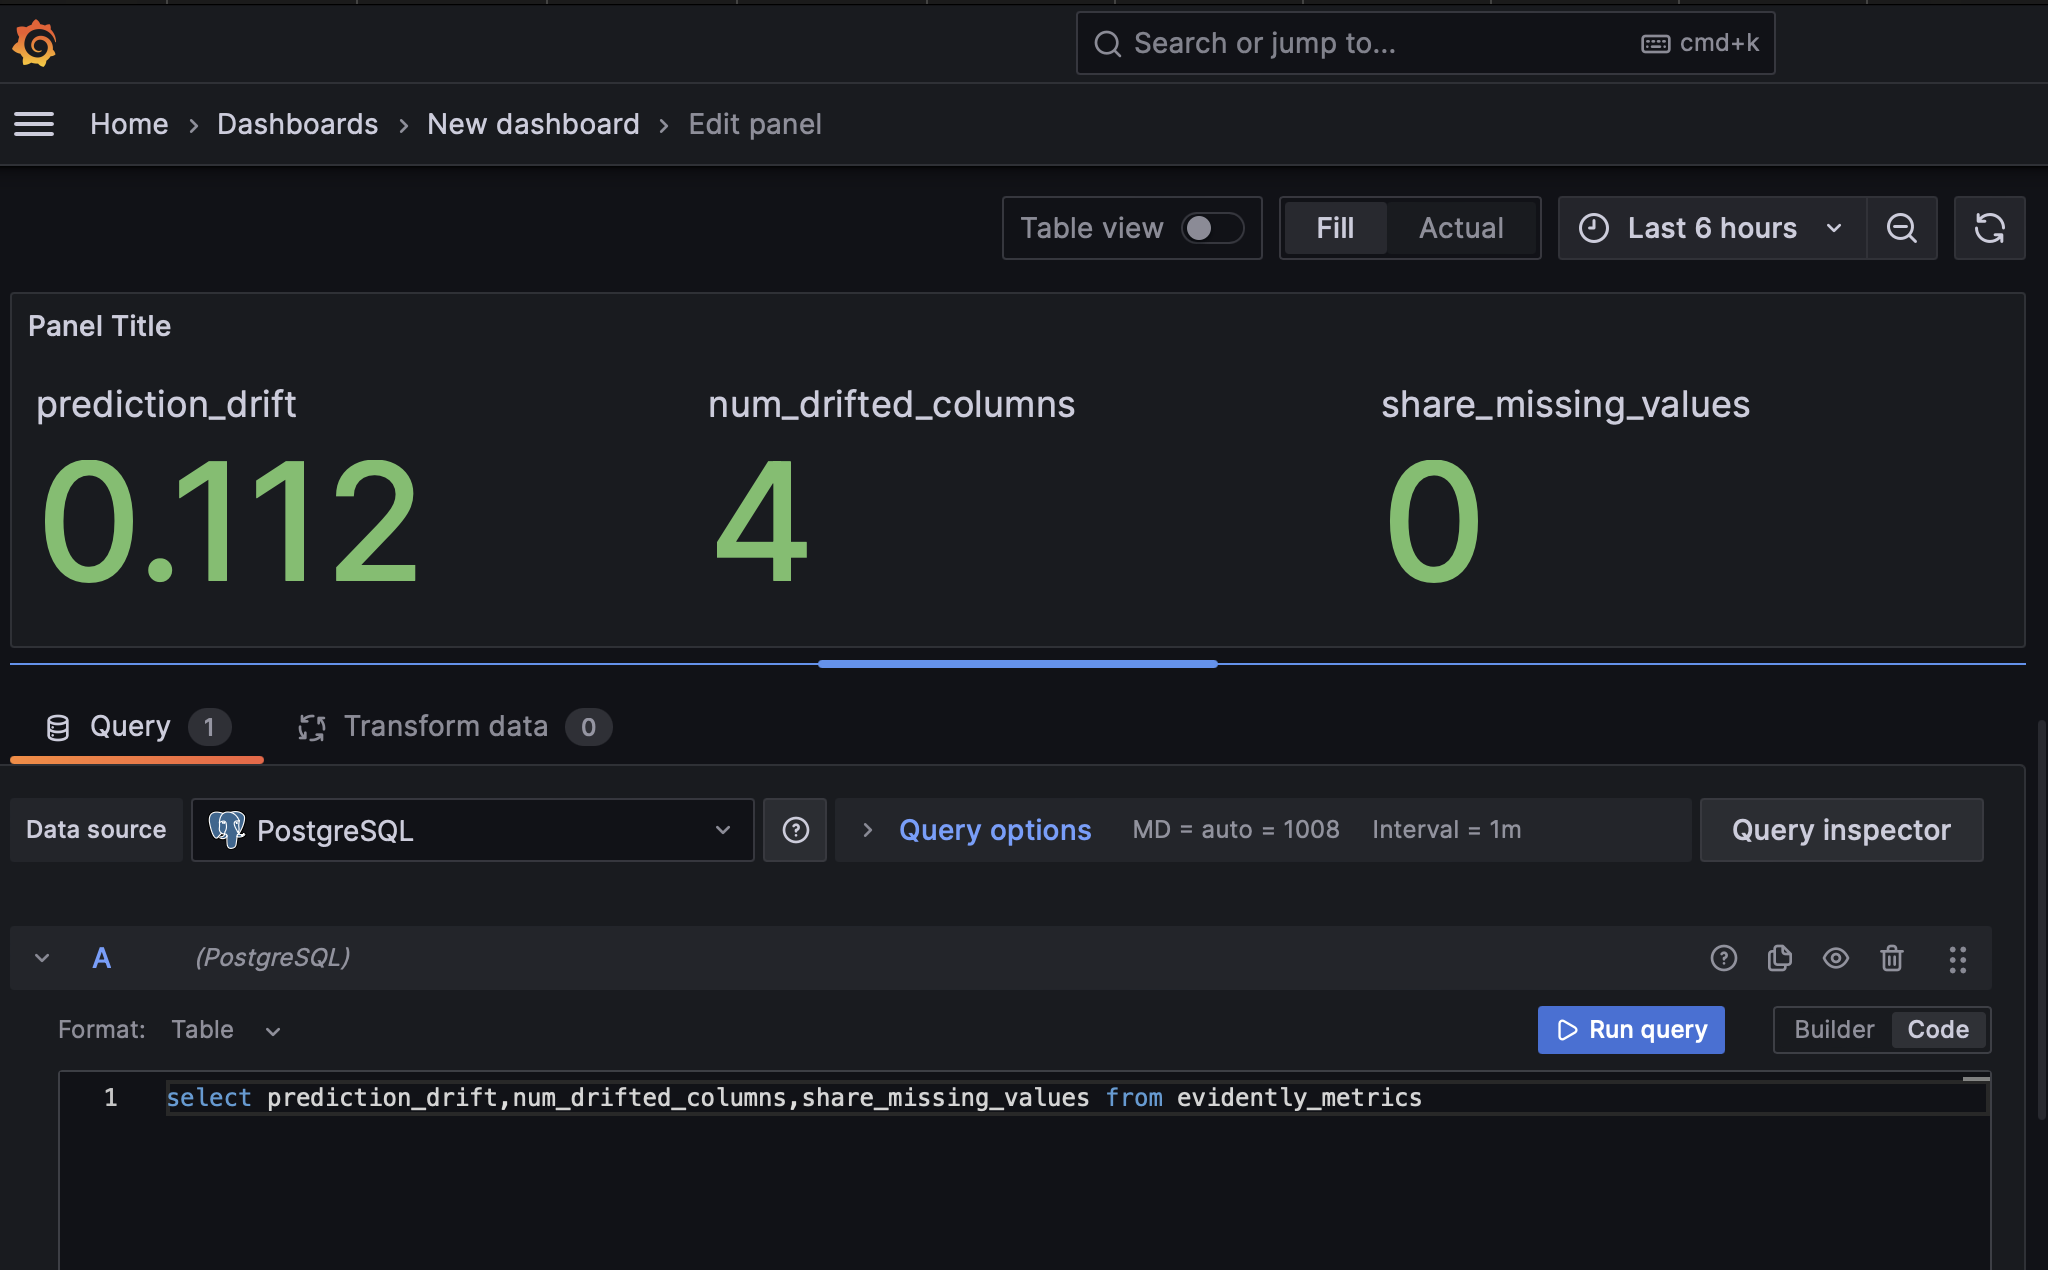 Search or jump to... cmd+k
Home › Dashboards › New dashboard › Edit panel
Table view Fill Actual Last 6 hours
Panel Title
prediction_drift num_drifted_columns share_missing_values
0.112 4 0
Query 1 Transform data 0
Data source PostgreSQL Query options MD = auto = 1008 Interval = 1m Query inspector
A (PostgreSQL)
Format: Table Run query Builder Code
1 select prediction_drift,num_drifted_columns,share_missing_values from evidently_metrics